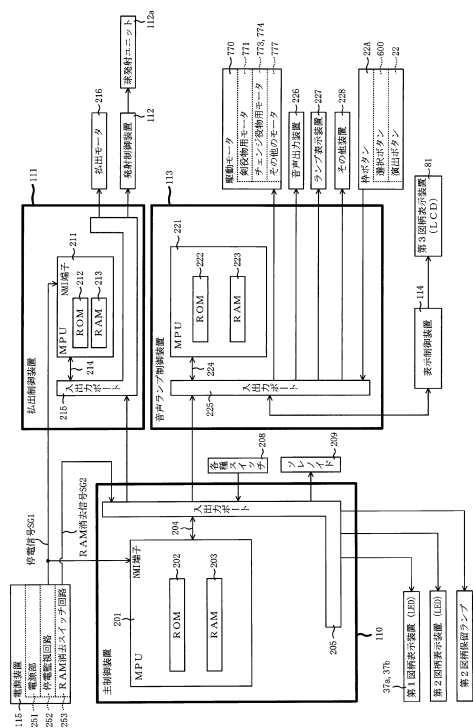 115
電源装置
251
電源部
252
停電監視回路
253
RAM消去スイッチ回路
停電信号SG1
RAM消去信号SG2
111
払出制御装置
211
MPU
NMI端子
212
ROM
213
RAM
214
215
入出力ポート
216
払出モータ
112
発射制御装置
112a
球発射ユニット
110
主制御装置
201
MPU
NMI端子
202
ROM
203
RAM
204
205
入出力ポート
208
各種スイッチ
209
ソレノイド
37a, 37b
第1図柄表示装置(LED)
第2図柄表示装置(LED)
第2図柄保留ランプ
113
音声ランプ制御装置
221
MPU
222
ROM
223
RAM
224
225
入出力ポート
770
駆動モータ
771
剣役物用モータ
773, 774
チェンジ役物用モータ
777
その他のモータ
226
音声出力装置
227
ランプ表示装置
228
その他装置
22A
枠ボタン
600
選択ボタン
22
演出ボタン
114
表示制御装置
81
第3図柄表示装置
(LCD)